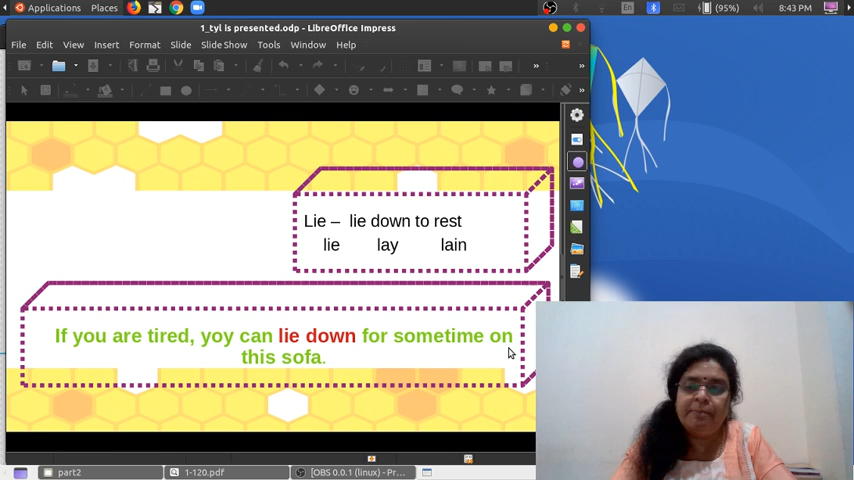 Applications Places En (95%) 8:43 PM
1_tyl is presented.odp - LibreOffice Impress
File Edit View Insert Format Slide Slide Show Tools Window Help
Lie – lie down to rest
lie lay lain
If you are tired, yoy can lie down for sometime on
this sofa.
part2 1-120.pdf [OBS 0.0.1 (linux) - Pr...